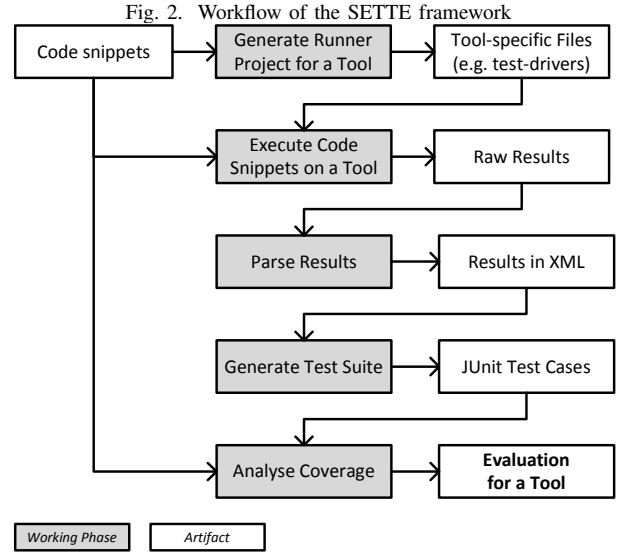 Fig. 2. Workflow of the SETTE framework
Code snippets
Generate Runner
Project for a Tool
Tool-specific Files
(e.g. test-drivers)
Execute Code
Snippets on a Tool
Raw Results
Parse Results
Results in XML
Generate Test Suite
JUnit Test Cases
Analyse Coverage
Evaluation
for a Tool
Working Phase
Artifact